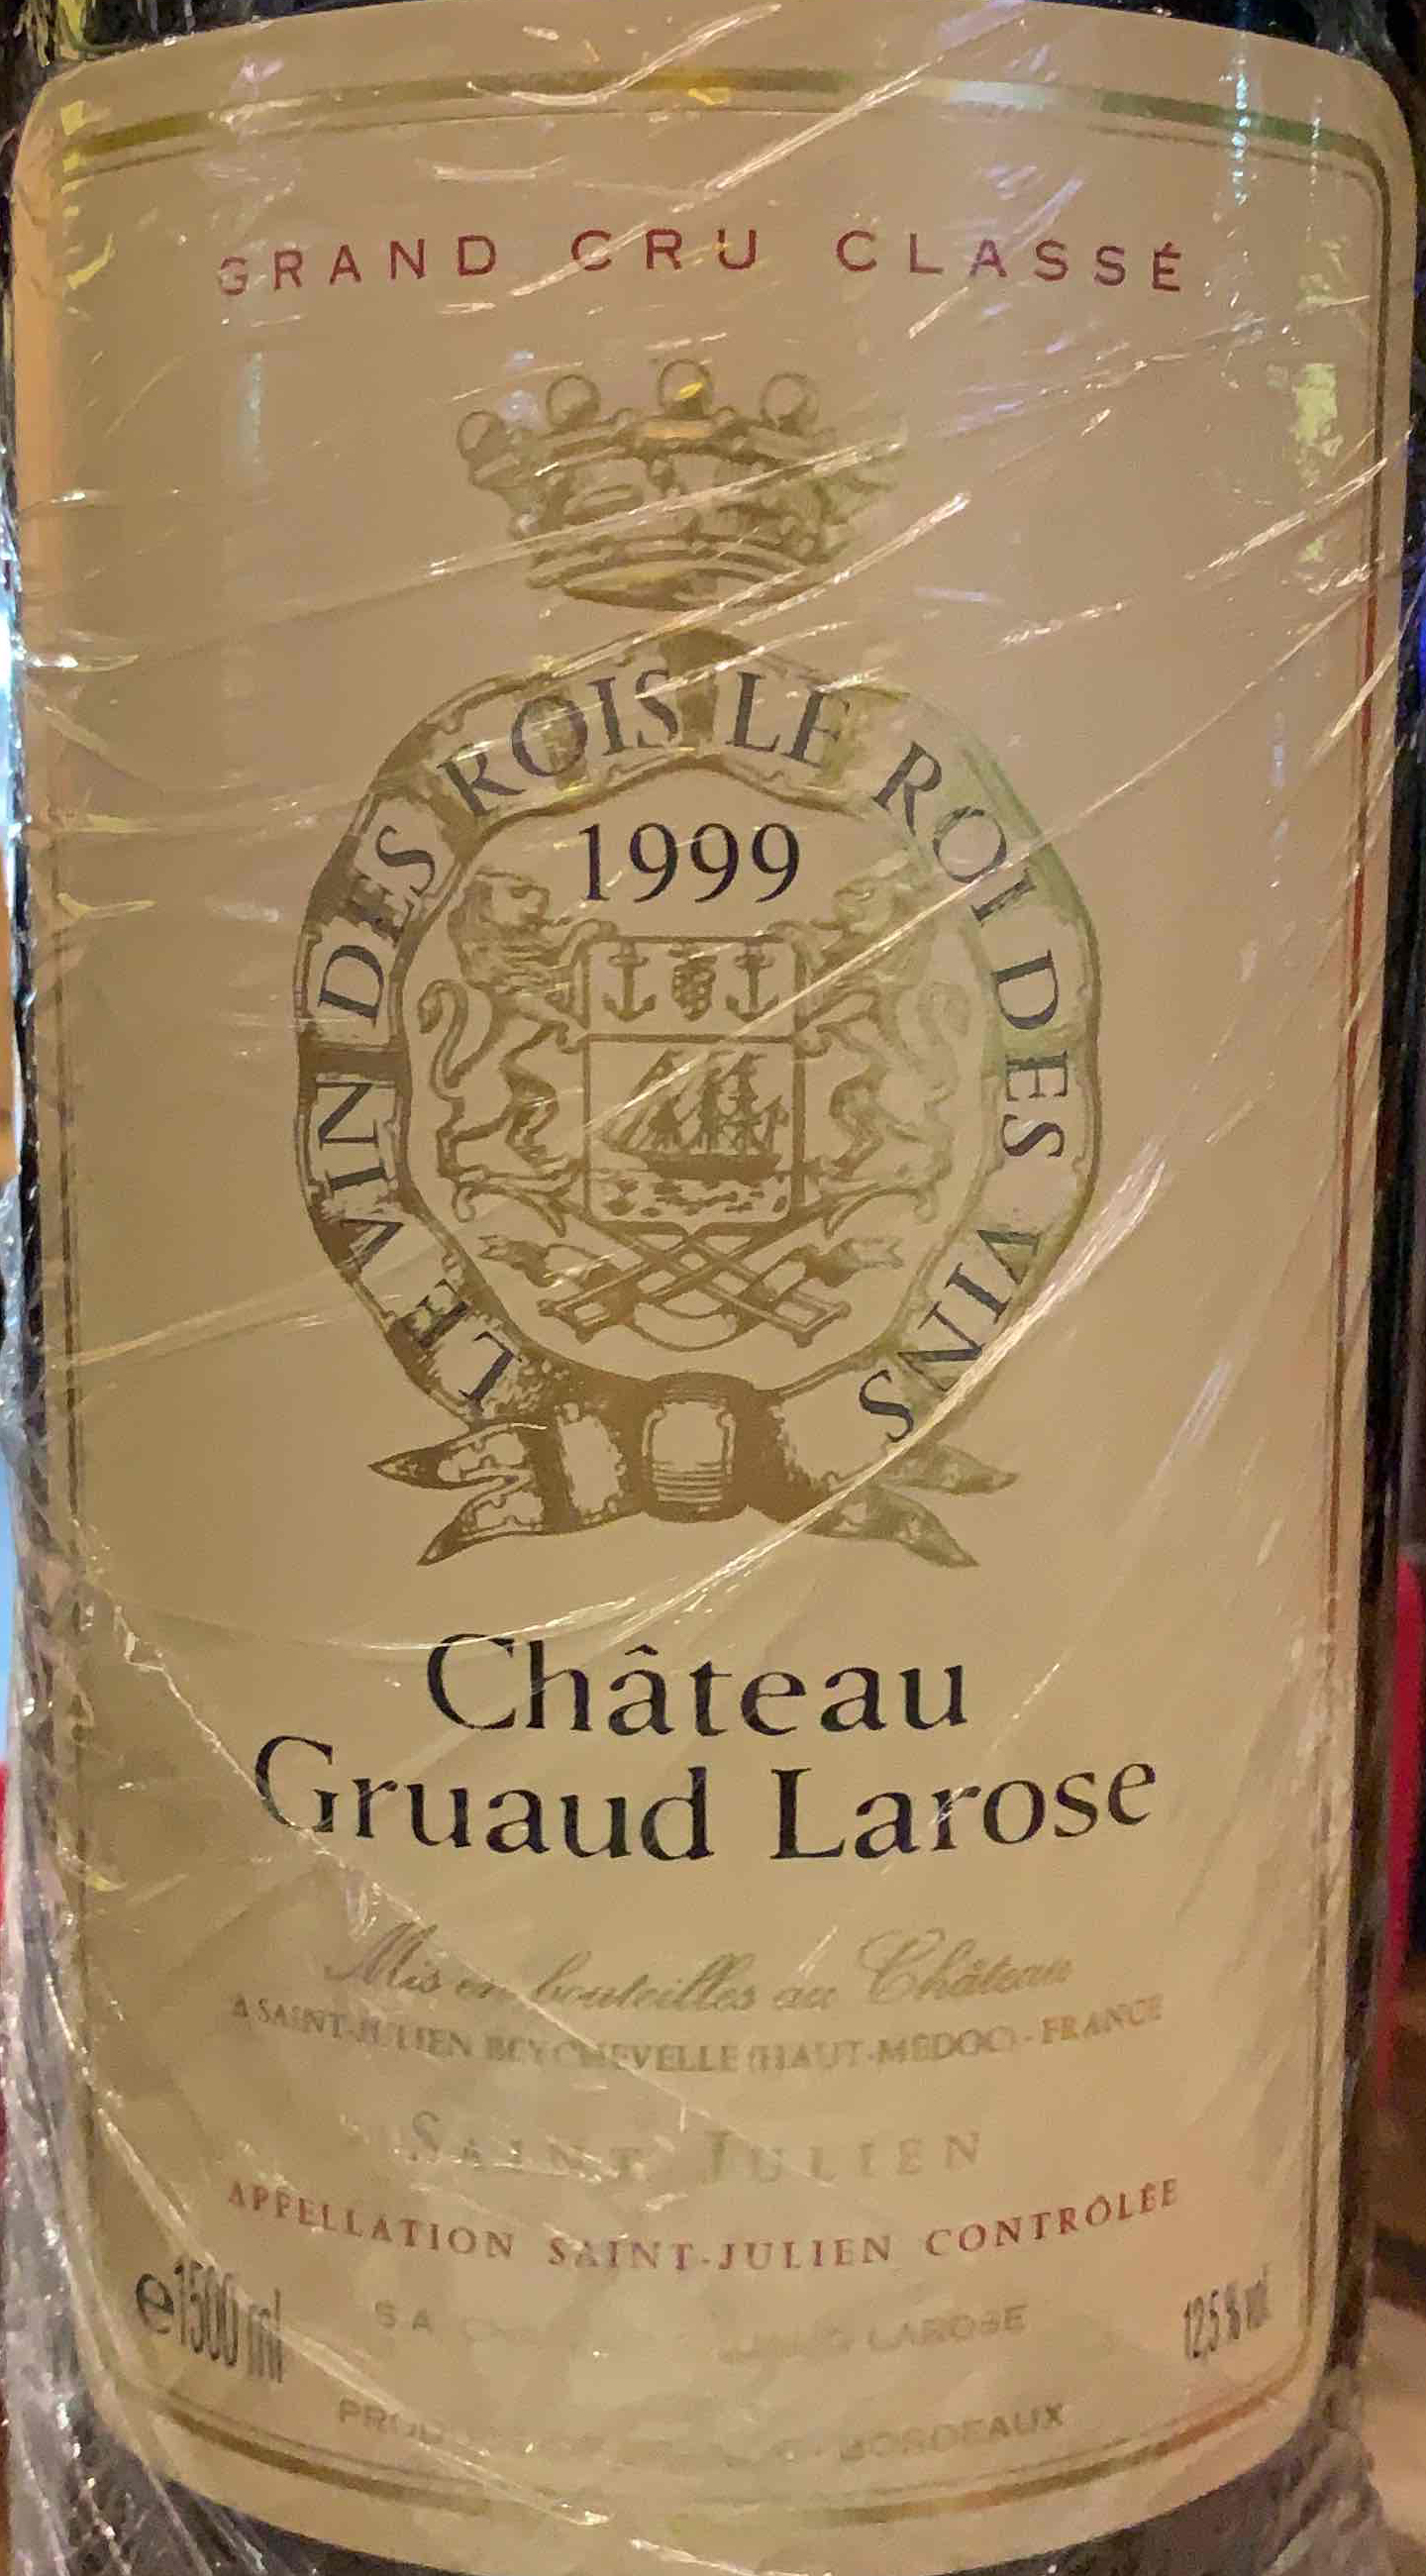 GRAND CRU CLASSÉ
LE VIN DES ROIS LE ROI DES VINS
1999
Château
Gruaud Larose
Mis en bouteilles au Château
A SAINT-JULIEN BEYCHEVELLE (HAUT-MEDOC) - FRANCE
SAINT JULIEN
APPELLATION SAINT-JULIEN CONTRÔLÉE
e1500 ml
S A LAROSE
12,5 % vol
BORDEAUX